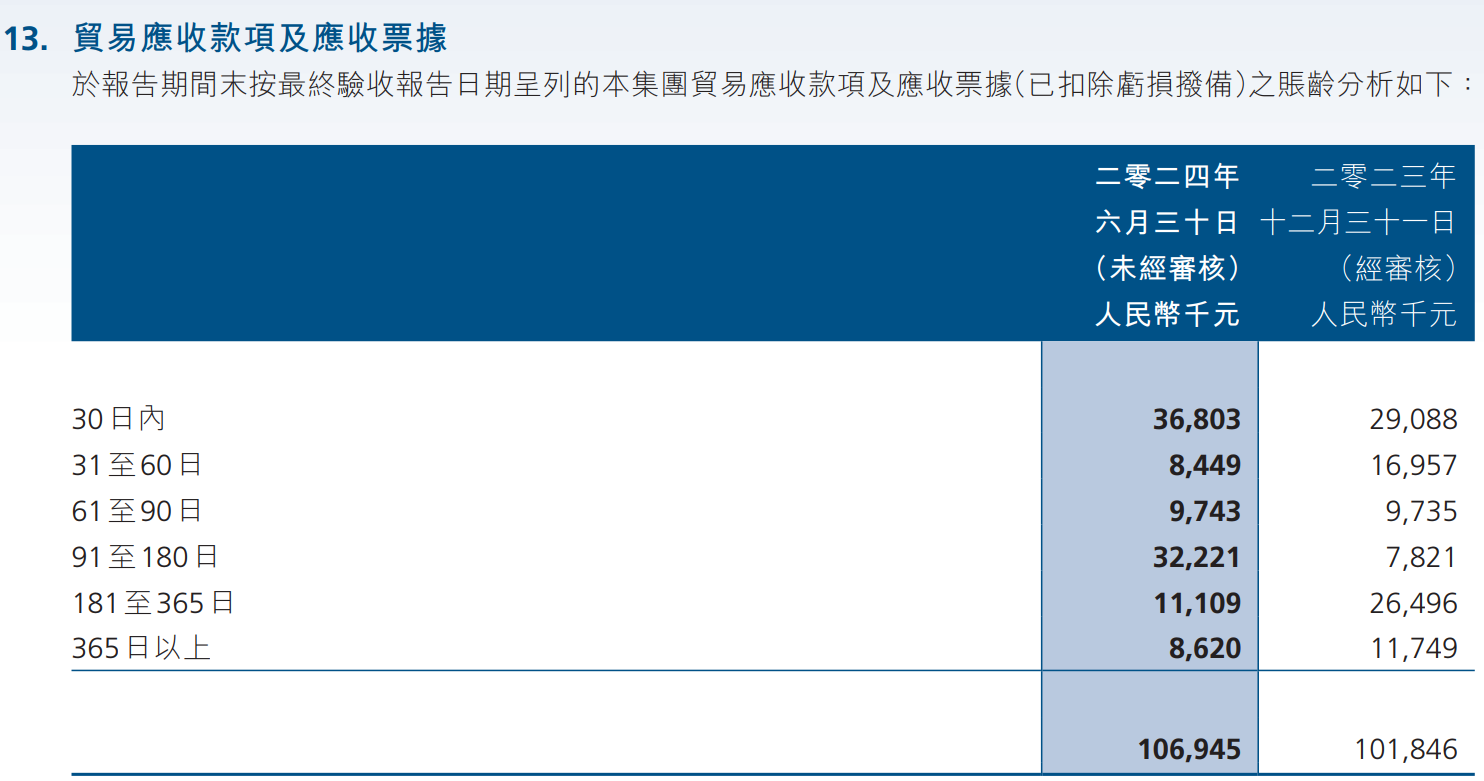 13. 貿易應收款項及應收票據
於報告期間末按最終驗收報告日期呈列的本集團貿易應收款項及應收票據(已扣除虧損撥備)之賬齡分析如下：
二零二四年 二零二三年
六月三十日 十二月三十一日
（未經審核） （經審核）
人民幣千元 人民幣千元
30日內 36,803 29,088
31至60日 8,449 16,957
61至90日 9,743 9,735
91至180日 32,221 7,821
181至365日 11,109 26,496
365日以上 8,620 11,749
106,945 101,846